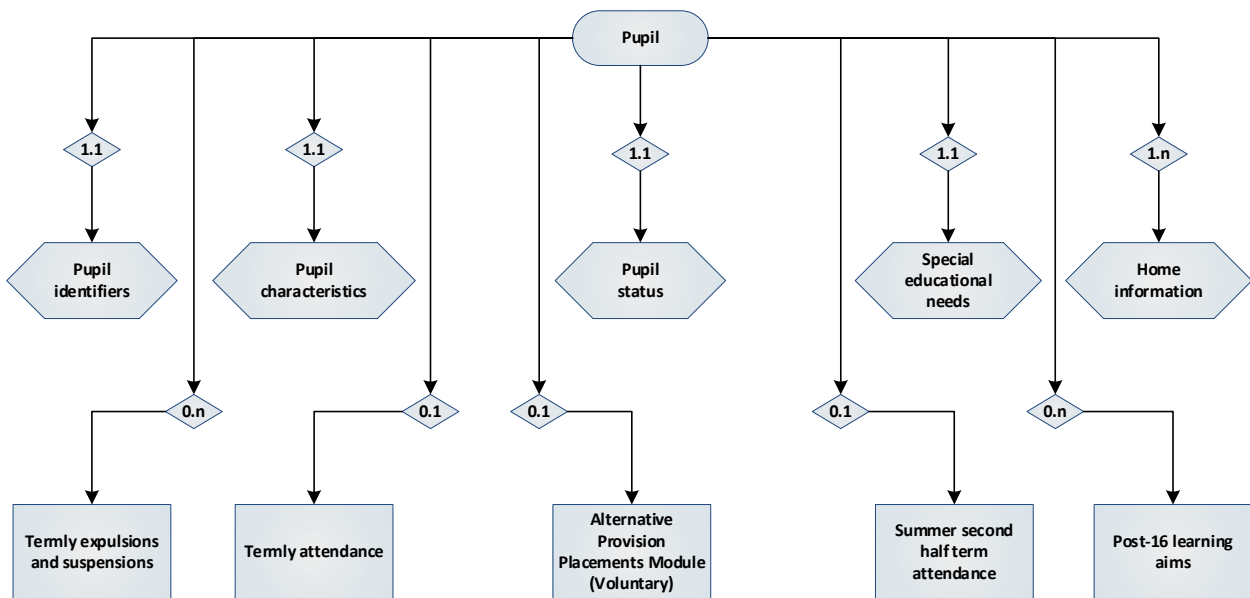 Pupil
1.1
1.1
1.1
1.1
1.n
Pupil
identifiers
Pupil
characteristics
Pupil
status
Special
educational
needs
Home
information
0.n
0.1
0.1
0.1
0.n
Termly expulsions
and suspensions
Termly attendance
Alternative
Provision
Placements Module
(Voluntary)
Summer second
half term
attendance
Post-16 learning
aims